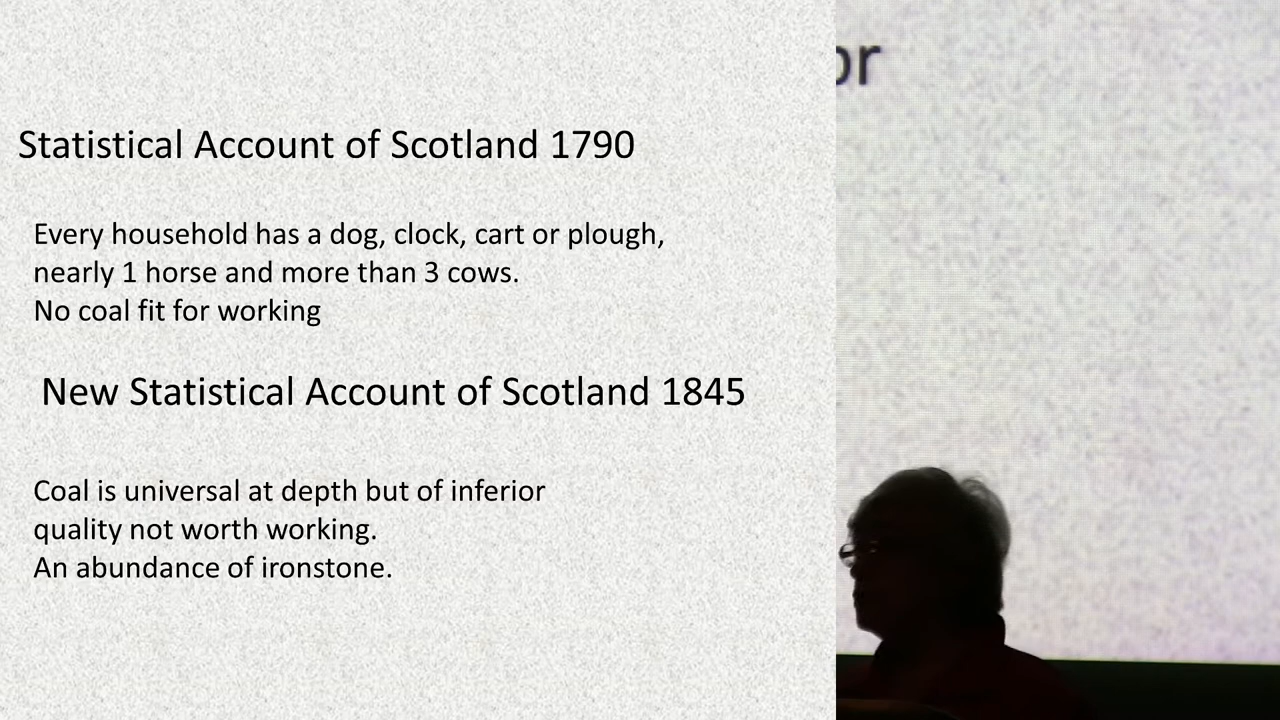 Statistical Account of Scotland 1790
Every household has a dog, clock, cart or plough,
nearly 1 horse and more than 3 cows.
No coal fit for working
New Statistical Account of Scotland 1845
Coal is universal at depth but of inferior
quality not worth working.
An abundance of ironstone.
or